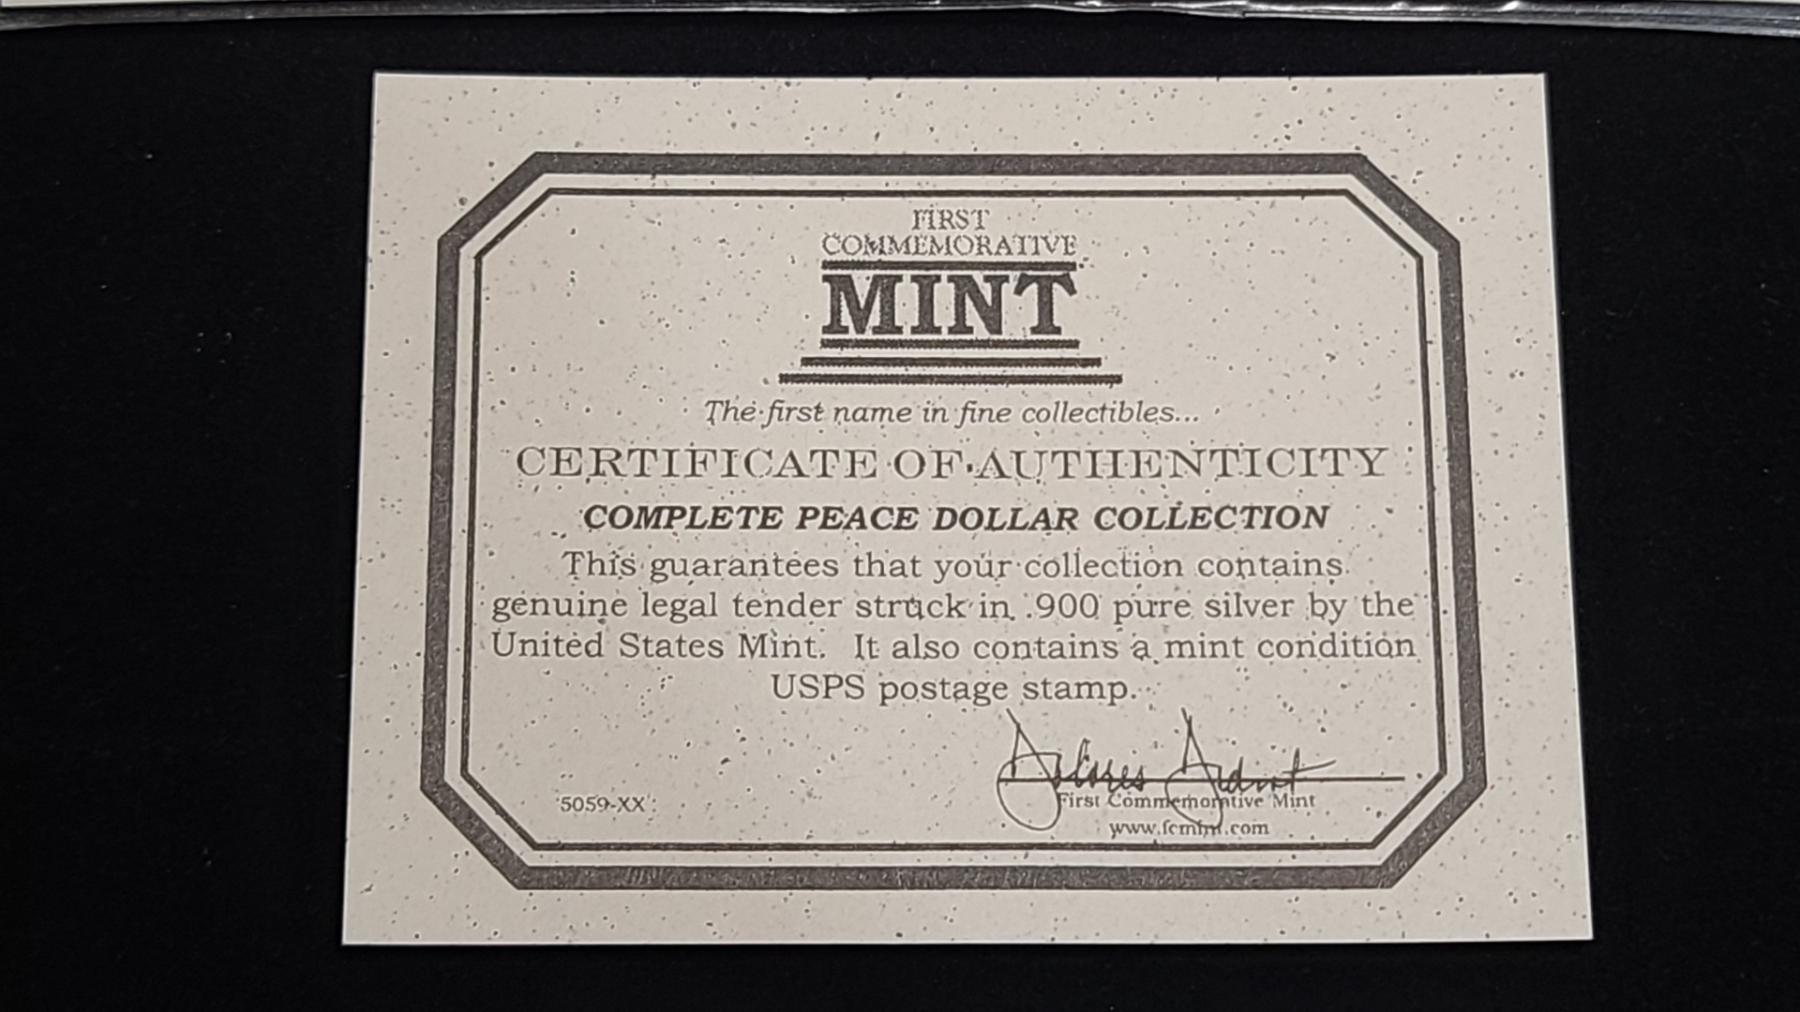 FIRST
COMMEMORATIVE
MINT
The first name in fine collectibles...
CERTIFICATE OF AUTHENTICITY
COMPLETE PEACE DOLLAR COLLECTION
This guarantees that your collection contains
genuine legal tender struck in .900 pure silver by the
United States Mint. It also contains a mint condition
USPS postage stamp.
5059-XX
First Commemorative Mint
www.fcmint.com